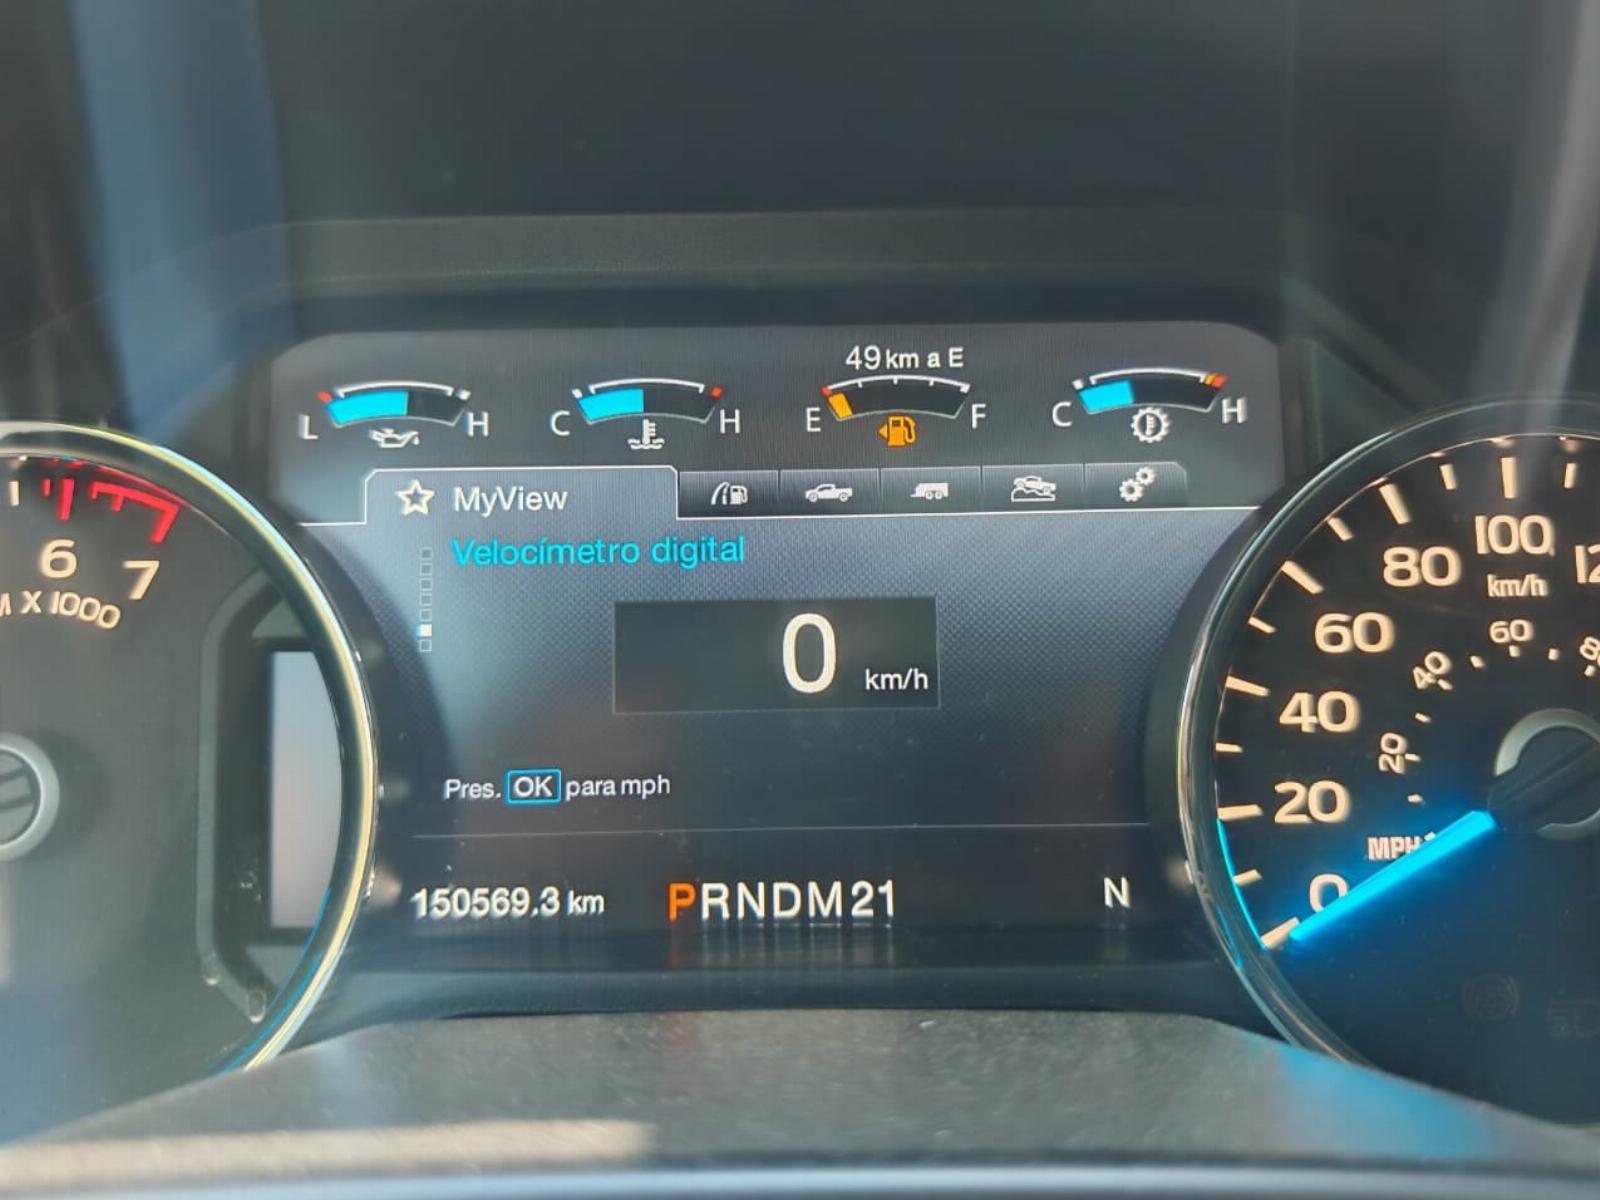 49 km a E
L H C H E F C H
MyView
Velocímetro digital
0 km/h
Pres. OK para mph
150569.3 km PRNDM21 N
6 7
X 1000
100
80
km/h
60
60
40
40
20
20
MPH
0